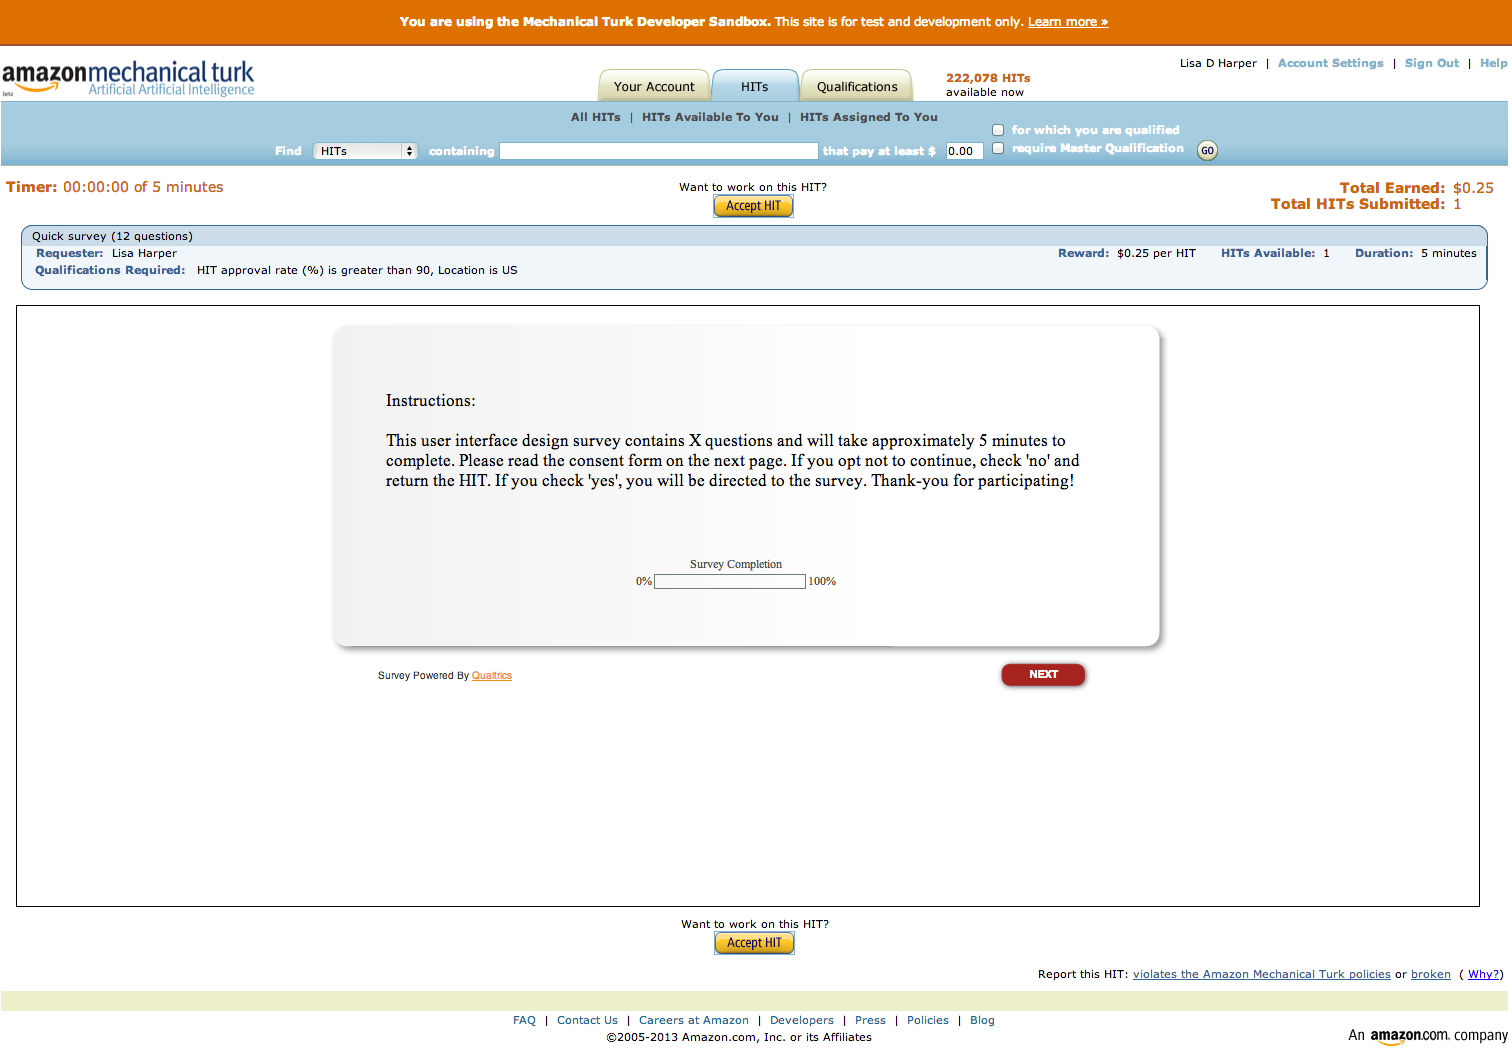 You are using the Mechanical Turk Developer Sandbox. This site is for test and development only. Learn more »
amazonmechanical turk
beta
Artificial Artificial Intelligence
Your Account
HITs
Qualifications
222,078 HITs
available now
Lisa D Harper | Account Settings | Sign Out | Help
All HITs | HITs Available To You | HITs Assigned To You
Find HITs containing that pay at least $ 0.00
for which you are qualified
require Master Qualification
GO
Timer: 00:00:00 of 5 minutes
Want to work on this HIT?
Accept HIT
Total Earned: $0.25
Total HITs Submitted: 1
Quick survey (12 questions)
Requester: Lisa Harper
Reward: $0.25 per HIT HITs Available: 1 Duration: 5 minutes
Qualifications Required: HIT approval rate (%) is greater than 90, Location is US
Instructions:
This user interface design survey contains X questions and will take approximately 5 minutes to
complete. Please read the consent form on the next page. If you opt not to continue, check 'no' and
return the HIT. If you check 'yes', you will be directed to the survey. Thank-you for participating!
Survey Completion
0% 100%
Survey Powered By Qualtrics
NEXT
Want to work on this HIT?
Accept HIT
Report this HIT: violates the Amazon Mechanical Turk policies or broken ( Why?)
FAQ | Contact Us | Careers at Amazon | Developers | Press | Policies | Blog
©2005-2013 Amazon.com, Inc. or its Affiliates
An amazon.com. company